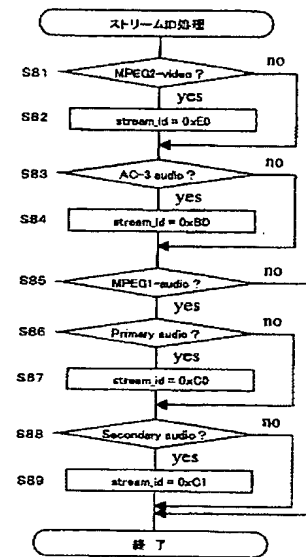 ストリームID処理
no
S81 MPEG2-video ?
yes
S82 stream_id = 0xE0
no
S83 AC-3 audio ?
yes
S84 stream_id = 0xBD
no
S85 MPEG1-audio ?
yes
no
S86 Primary audio ?
yes
S87 stream_id = 0xC0
no
S88 Secondary audio ?
yes
S89 stream_id = 0xC1
終了